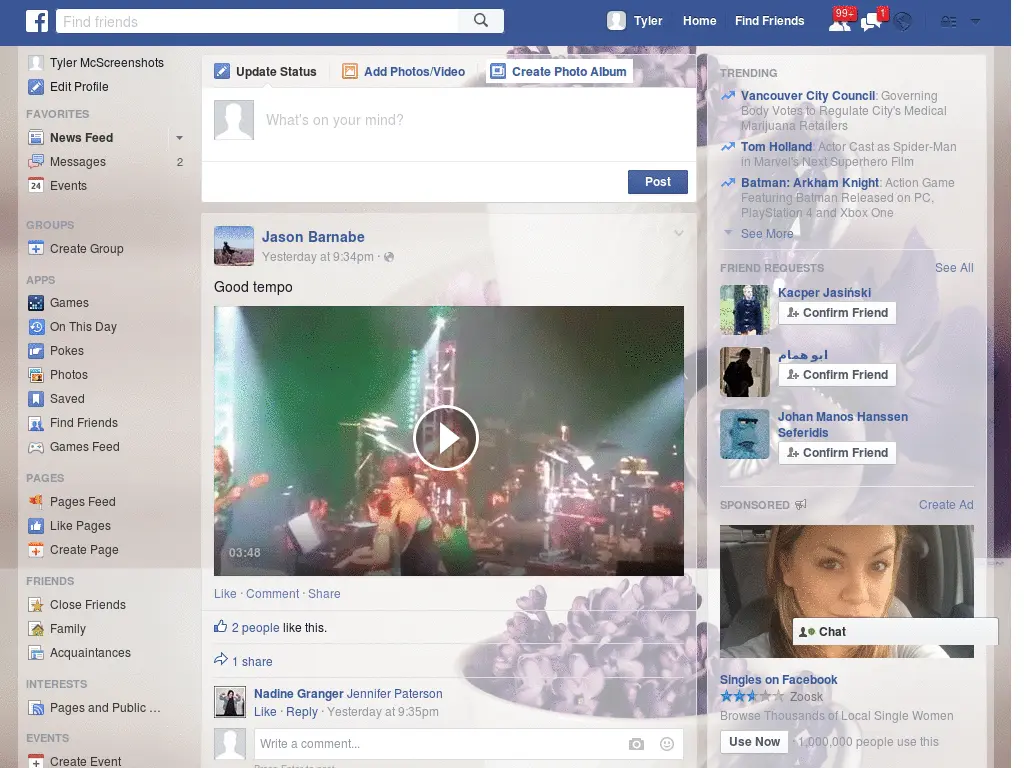 f
Find friends
Tyler
Home
Find Friends
99+
1
Tyler McScreenshots
Edit Profile
FAVORITES
News Feed
Messages 2
24 Events
GROUPS
Create Group
APPS
Games
On This Day
Pokes
Photos
Saved
Find Friends
Games Feed
PAGES
Pages Feed
Like Pages
Create Page
FRIENDS
Close Friends
Family
Acquaintances
INTERESTS
Pages and Public ...
EVENTS
Create Event
Update Status
Add Photos/Video
Create Photo Album
What's on your mind?
Post
Jason Barnabe
Yesterday at 9:34pm ·
Good tempo
03:48
Like · Comment · Share
2 people like this.
1 share
Nadine Granger Jennifer Paterson
Like · Reply · Yesterday at 9:35pm
Write a comment...
Press Enter to post.
TRENDING
Vancouver City Council: Governing
Body Votes to Regulate City's Medical
Marijuana Retailers
Tom Holland: Actor Cast as Spider-Man
in Marvel's Next Superhero Film
Batman: Arkham Knight: Action Game
Featuring Batman Released on PC,
PlayStation 4 and Xbox One
See More
FRIEND REQUESTS See All
Kacper Jasiński
Confirm Friend
ابو همام
Confirm Friend
Johan Manos Hanssen
Seferidis
Confirm Friend
SPONSORED Create Ad
Chat
Singles on Facebook
Zoosk
Browse Thousands of Local Single Women
Use Now · 1,000,000 people use this